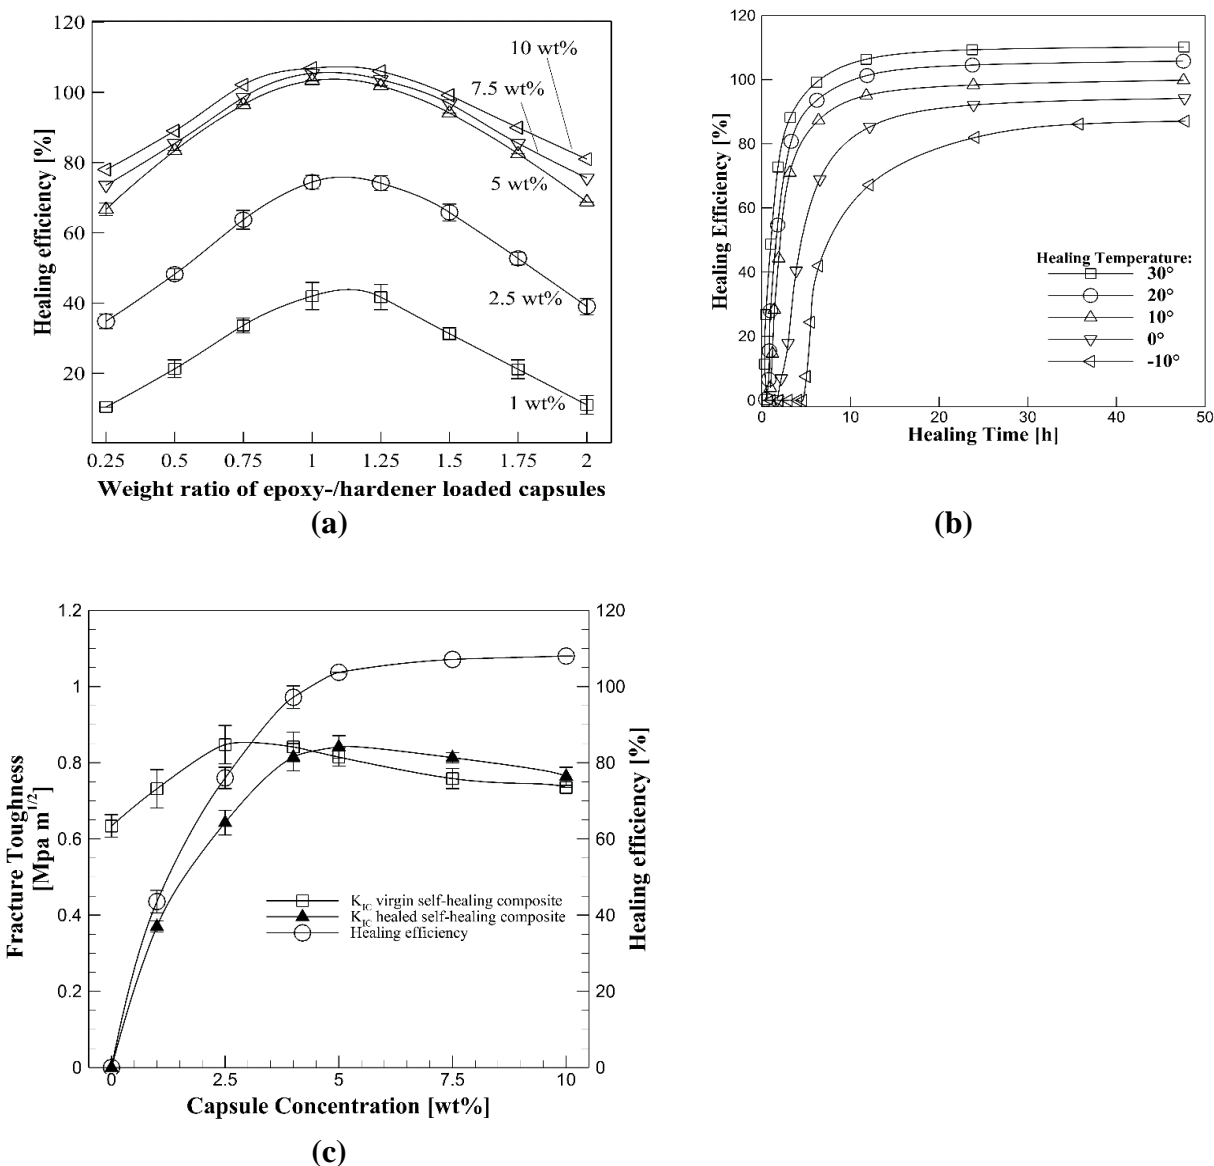 120
100
80
60
40
20
Healing efficiency [%]
10 wt%
7.5 wt%
5 wt%
2.5 wt%
1 wt%
0.25 0.5 0.75 1 1.25 1.5 1.75 2
Weight ratio of epoxy-/hardener loaded capsules
(a)
120
100
80
60
40
20
0
Healing Efficiency [%]
Healing Temperature:
30°
20°
10°
0°
-10°
0 10 20 30 40 50
Healing Time [h]
(b)
1.2
1
0.8
0.6
0.4
0.2
0
Fracture Toughness
[Mpa m^1/2]
120
100
80
60
40
20
0
Healing efficiency [%]
K_IC virgin self-healing composite
K_IC healed self-healing composite
Healing efficiency
0 2.5 5 7.5 10
Capsule Concentration [wt%]
(c)